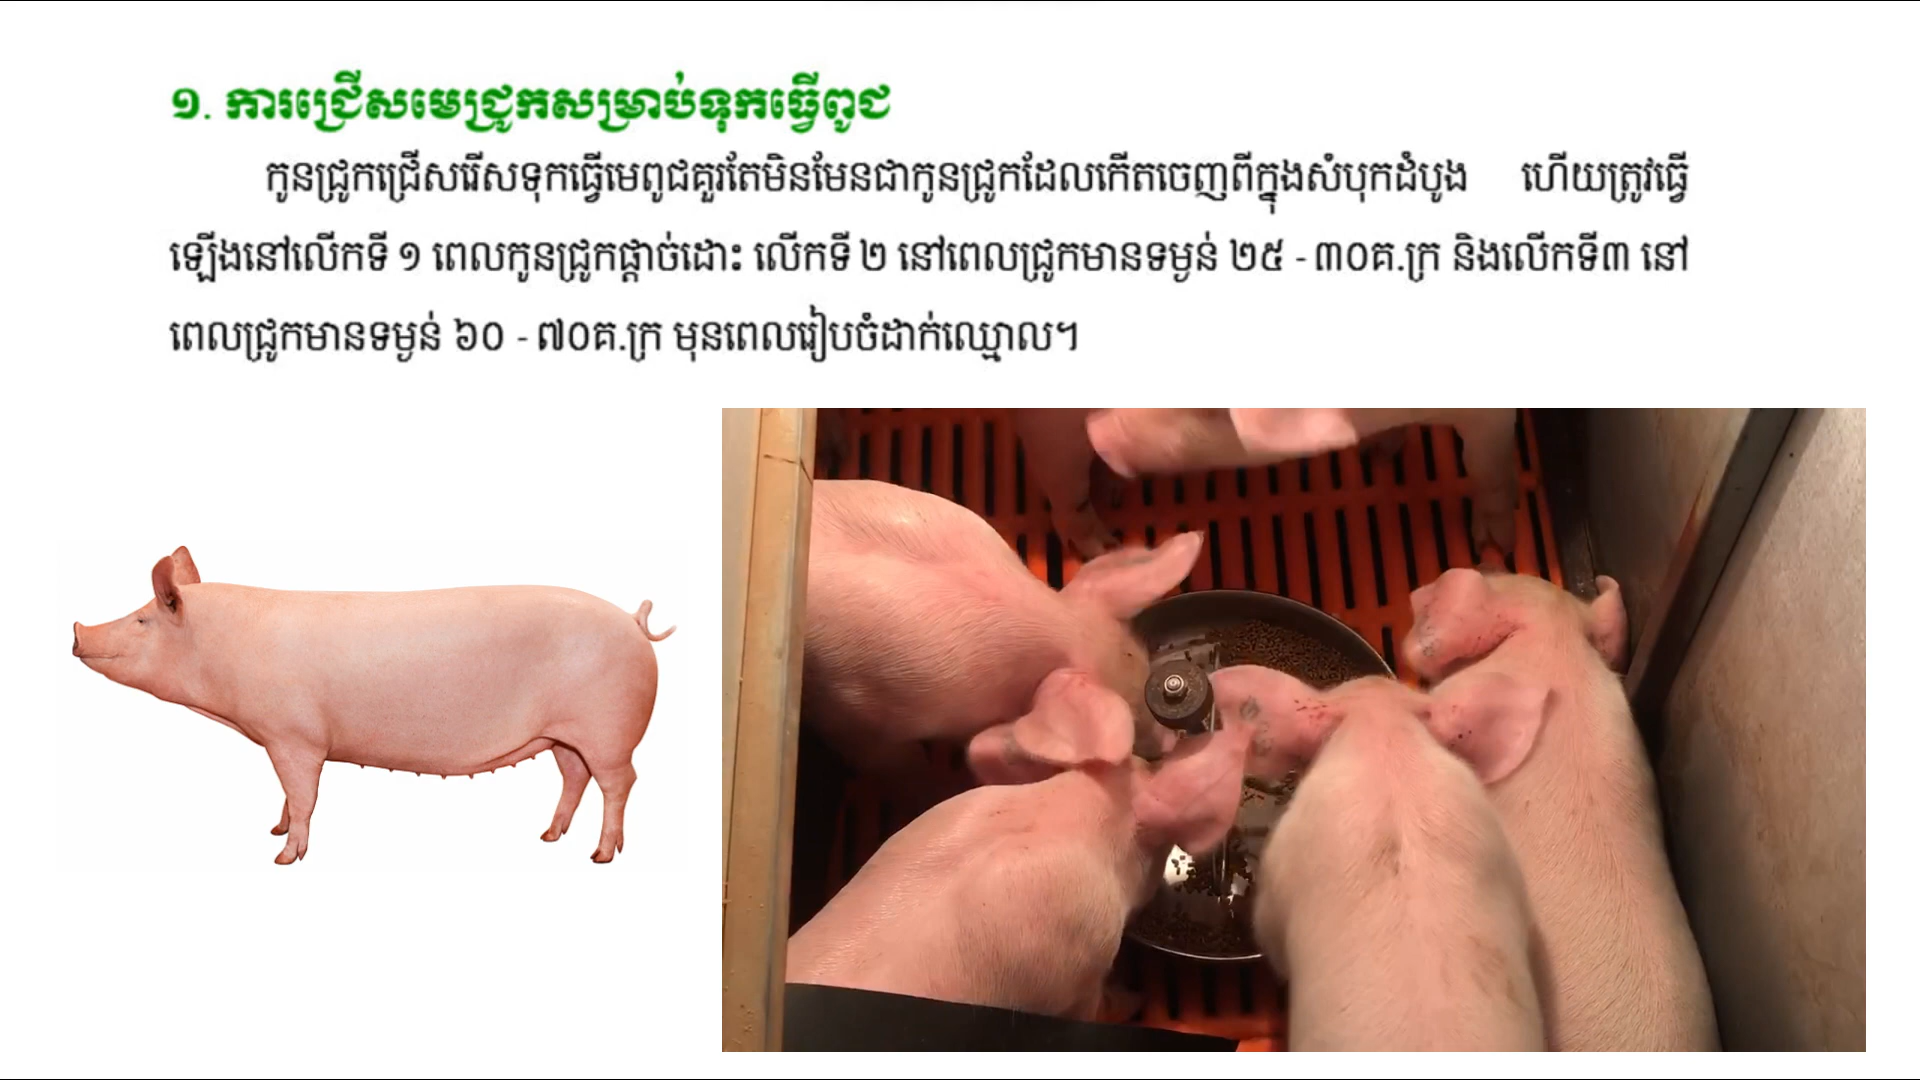 ១. ការជ្រើសមេជ្រូកសម្រាប់ទុកធ្វើពូជ
កូនជ្រូកជ្រើសរើសទុកធ្វើមេពូជគួរតែមិនមែនជាកូនជ្រូកដែលកើតចេញពីក្នុងសំបុកដំបូង ហើយត្រូវធ្វើ
ឡើងនៅលើកទី ១ ពេលកូនជ្រូកផ្តាច់ដោះ លើកទី ២ នៅពេលជ្រូកមានទម្ងន់ ២៥ - ៣០គ.ក្រ និងលើកទី៣ នៅ
ពេលជ្រូកមានទម្ងន់ ៦០ - ៧០គ.ក្រ មុនពេលរៀបចំដាក់ឈ្មោល។